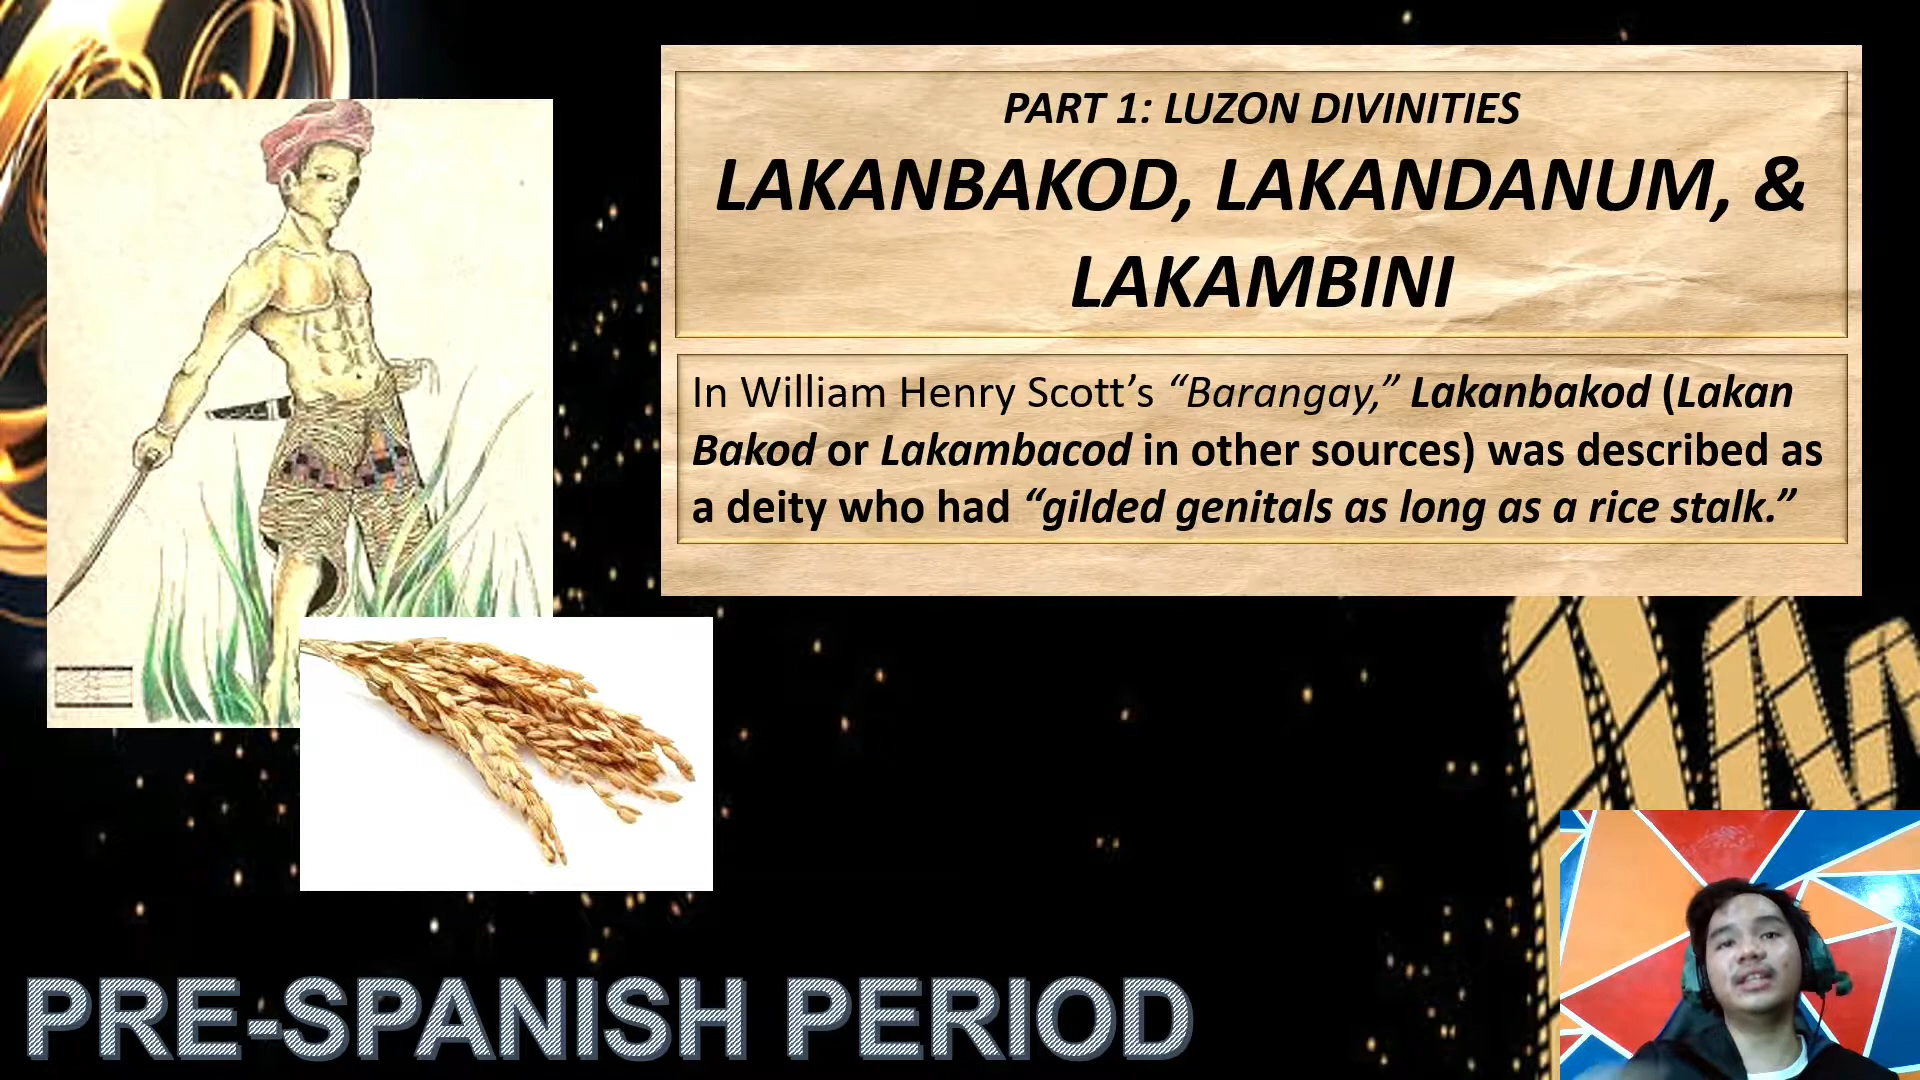 PART 1: LUZON DIVINITIES
LAKANBAKOD, LAKANDANUM, &
LAKAMBINI
In William Henry Scott’s “Barangay,” Lakanbakod (Lakan
Bakod or Lakambacod in other sources) was described as
a deity who had “gilded genitals as long as a rice stalk.”
PRE-SPANISH PERIOD